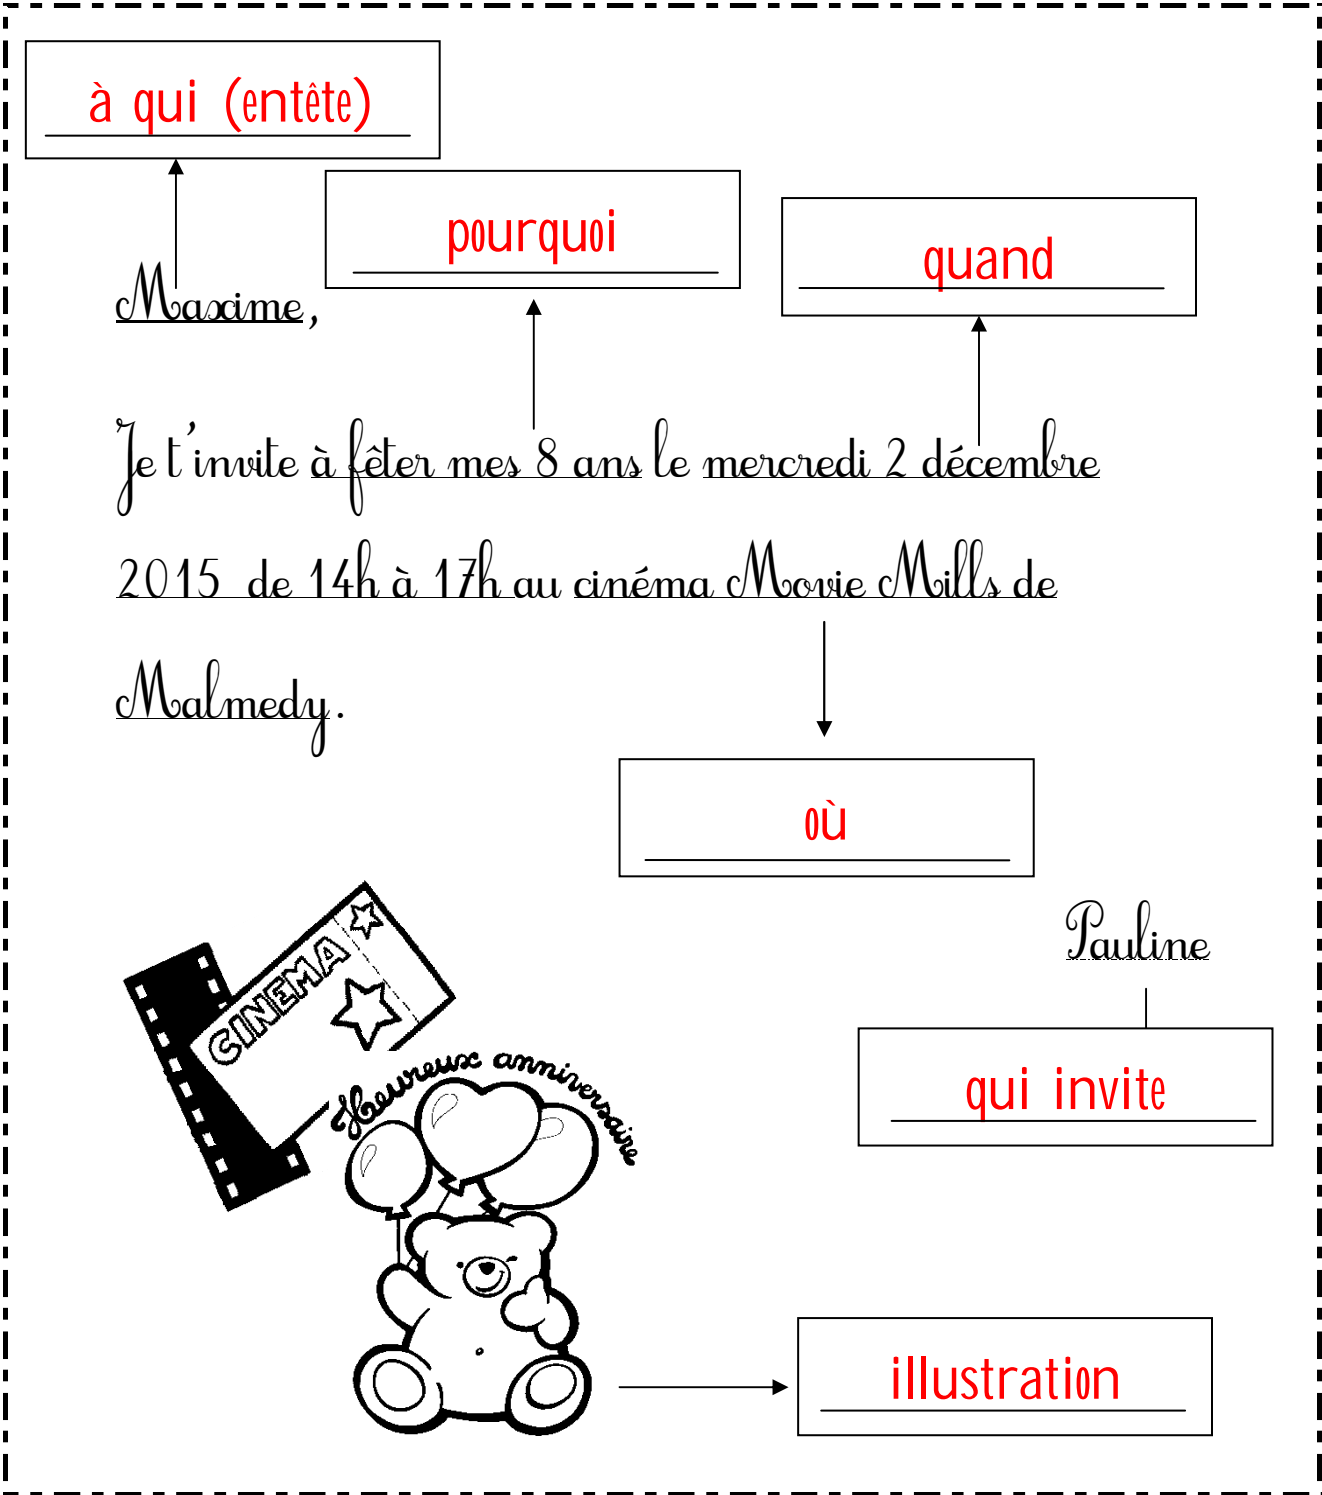 à qui (entête)
pourquoi
quand
Maxime,
Je t'invite à fêter mes 8 ans le mercredi 2 décembre
2015 de 14h à 17h au cinéma Movie Mills de
Malmedy.
où
Pauline
CINEMA
Heureux anniversaire
qui invite
illustration